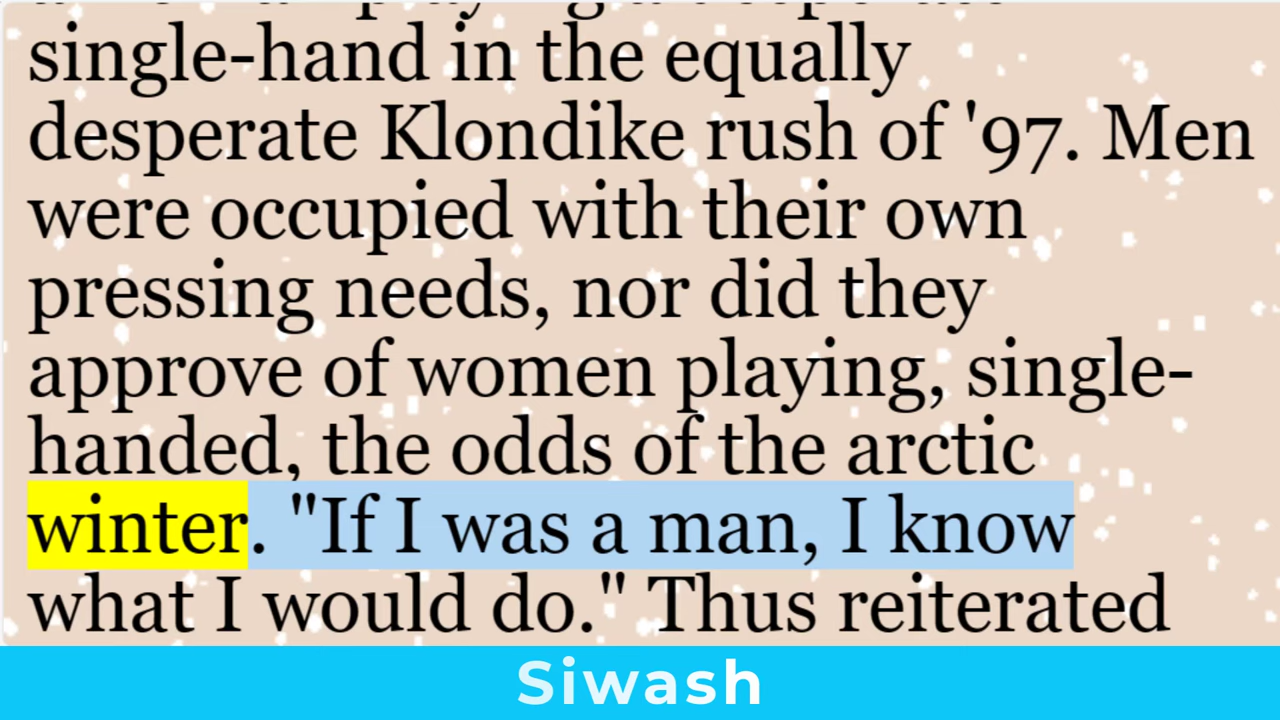 single-hand in the equally
desperate Klondike rush of '97. Men
were occupied with their own
pressing needs, nor did they
approve of women playing, single-
handed, the odds of the arctic
winter. "If I was a man, I know
what I would do." Thus reiterated
Siwash